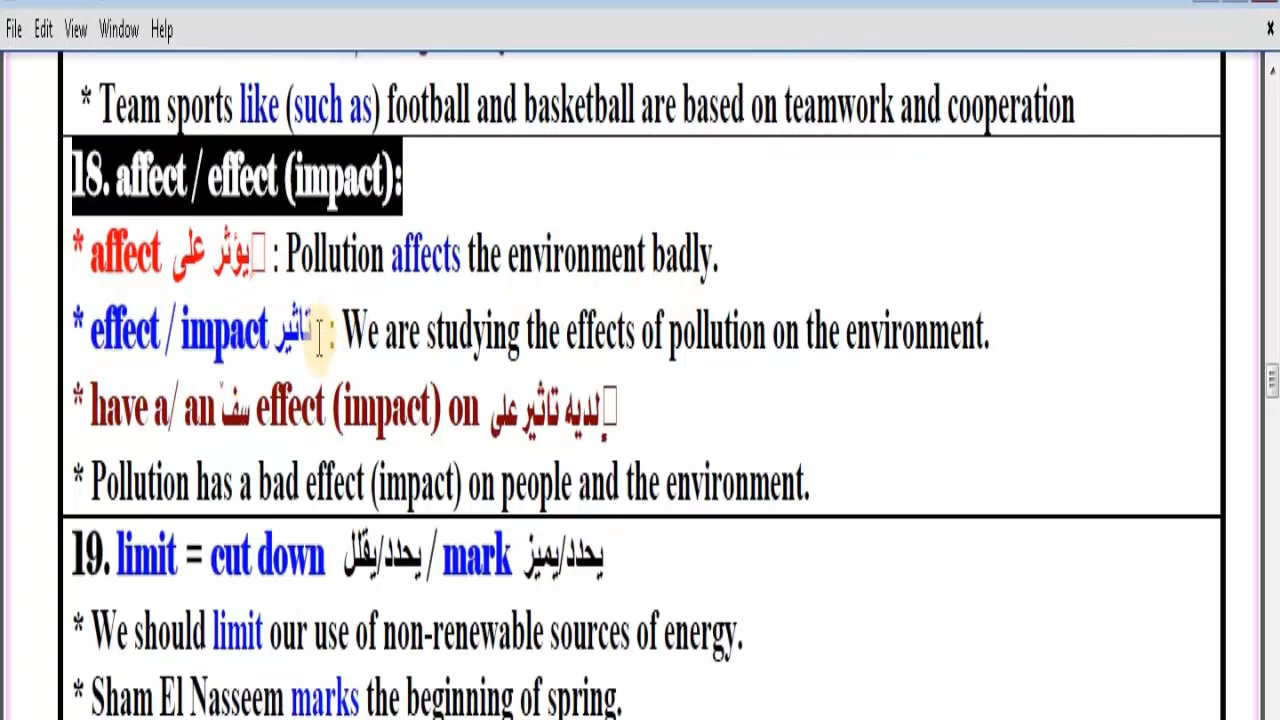 File Edit View Window Help
* Team sports like (such as) football and basketball are based on teamwork and cooperation
18. affect / effect (impact):
* affect يؤثر على : Pollution affects the environment badly.
* effect / impact تاثير : We are studying the effects of pollution on the environment.
* have a/ an صفة effect (impact) on لديه تاثير على
* Pollution has a bad effect (impact) on people and the environment.
19. limit = cut down يحدد/يقلل / mark يحدد/يميز
* We should limit our use of non-renewable sources of energy.
* Sham El Nasseem marks the beginning of spring.